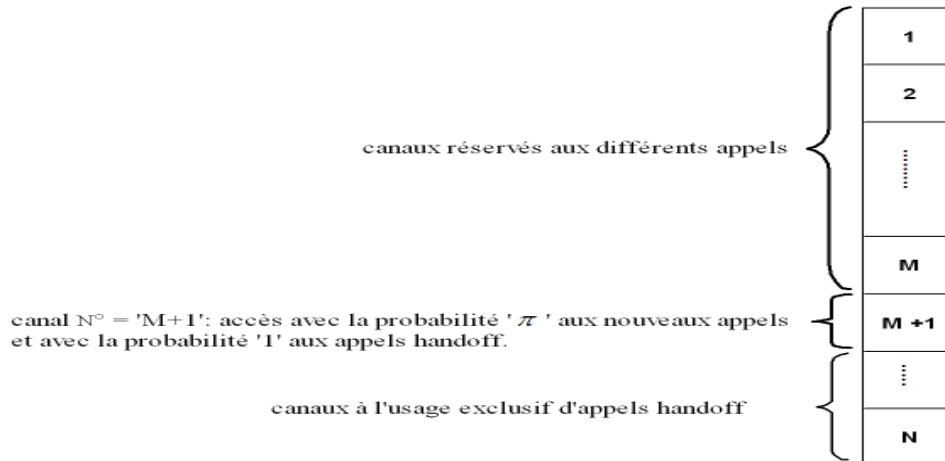 1
2
canaux réservés aux différents appels
M
canal N° = 'M+1': accès avec la probabilité ' π ' aux nouveaux appels
et avec la probabilité '1' aux appels handoff.
M +1
canaux à l'usage exclusif d'appels handoff
N